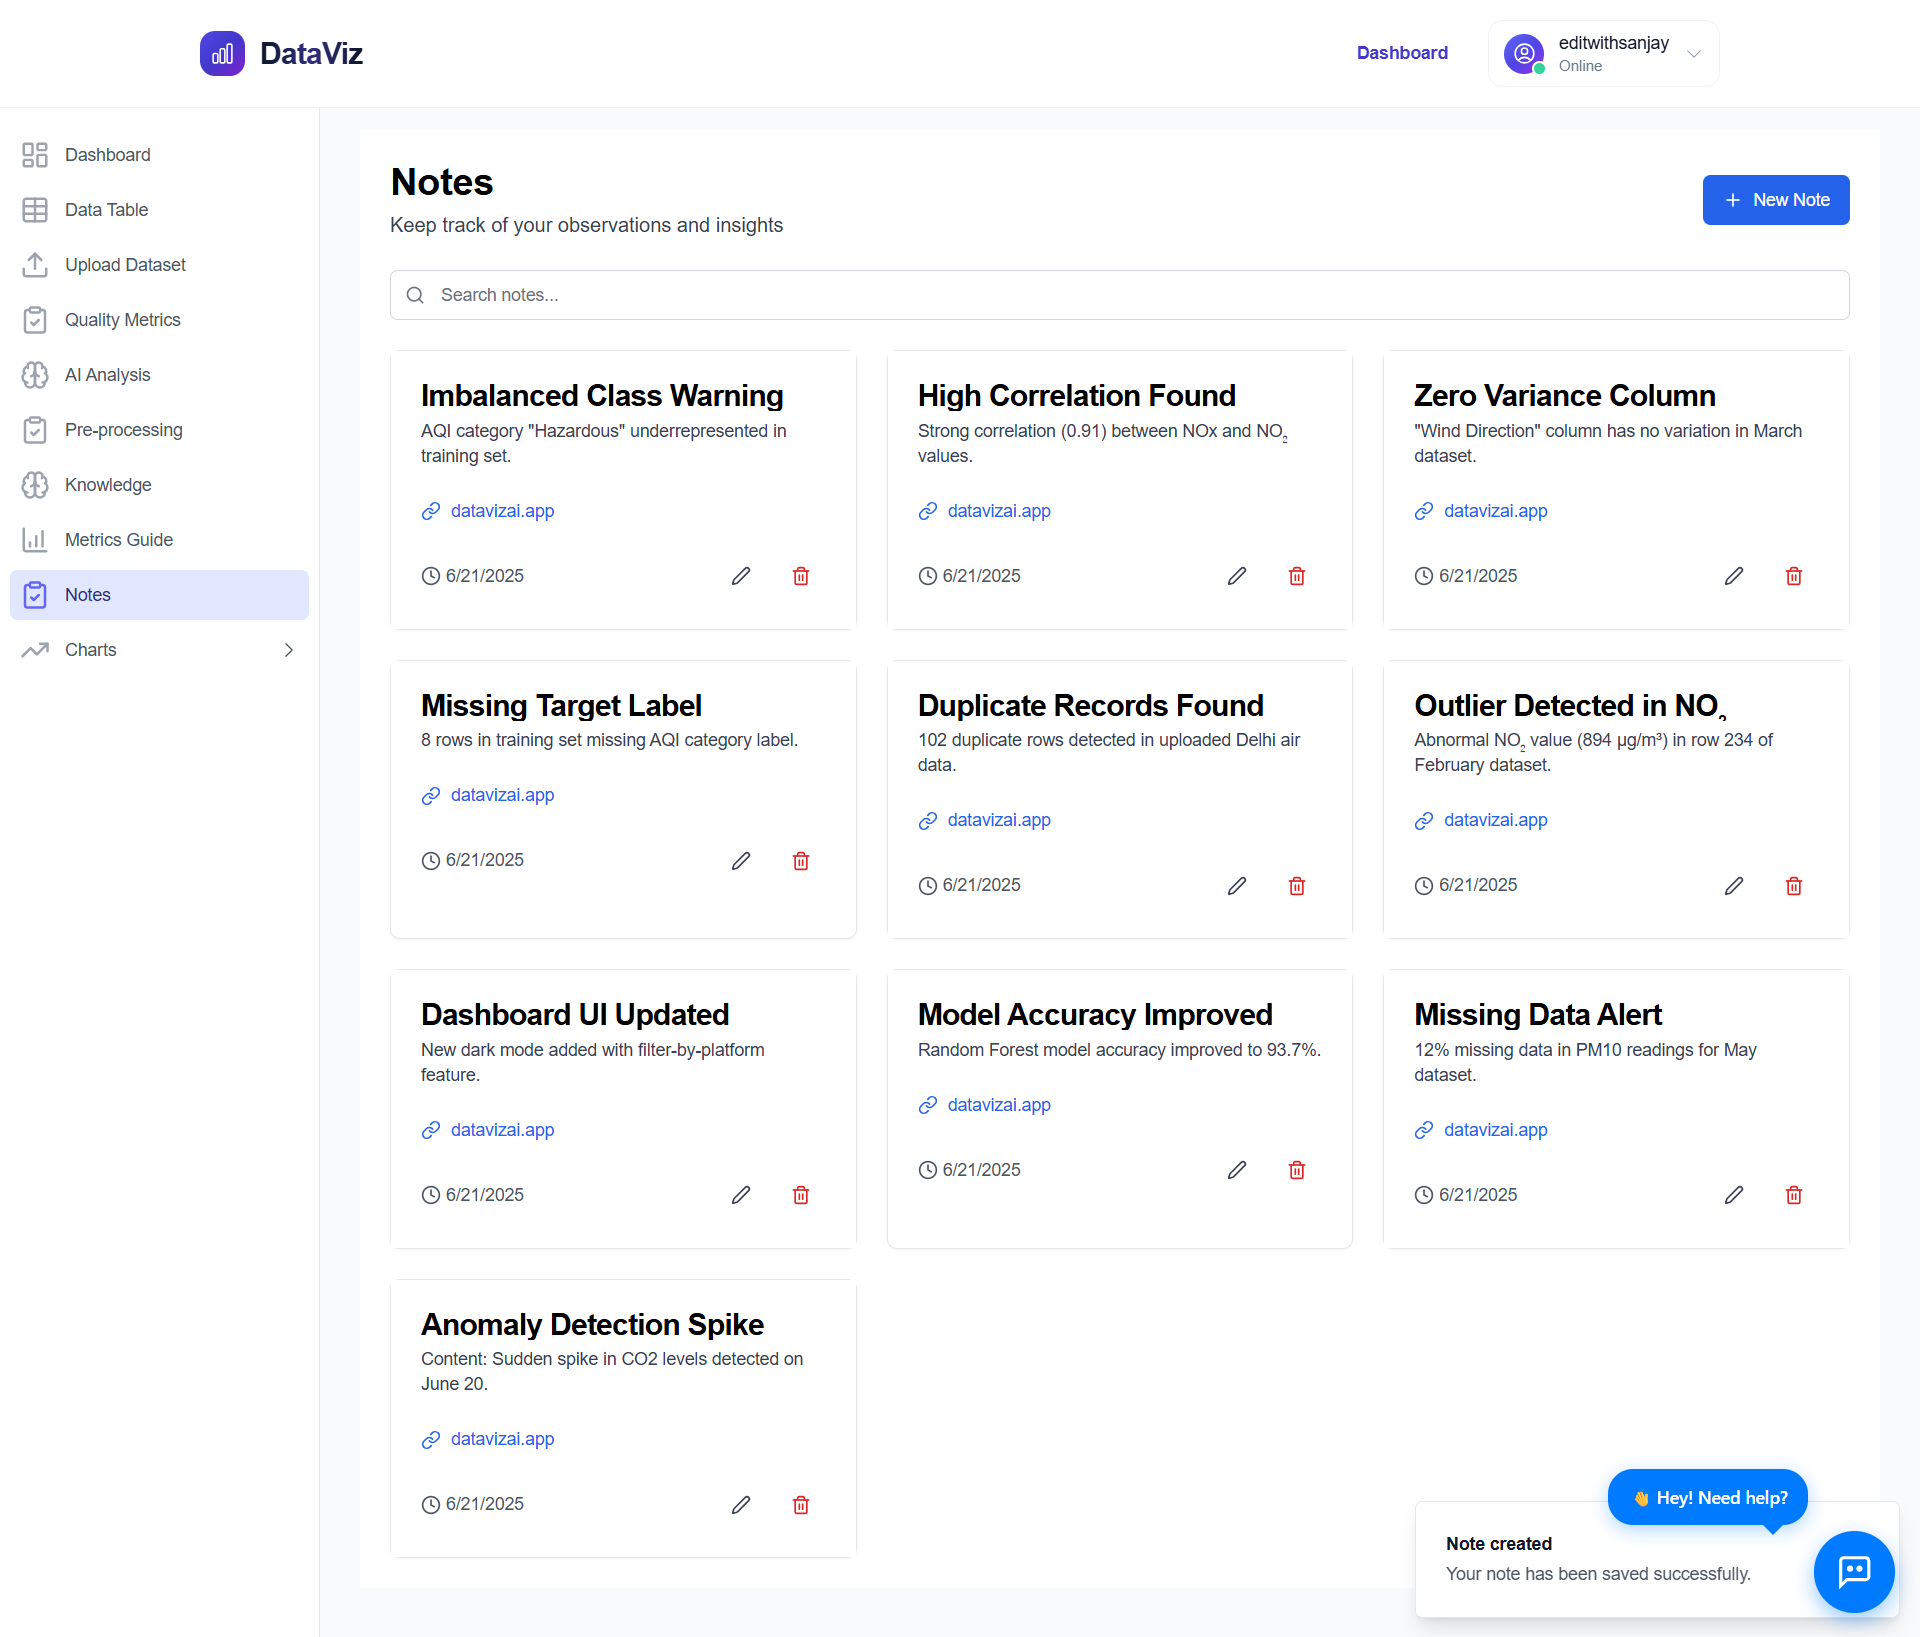 DataViz
Dashboard
editwithsanjay
Online
Dashboard
Data Table
Upload Dataset
Quality Metrics
AI Analysis
Pre-processing
Knowledge
Metrics Guide
Notes
Charts
Notes
Keep track of your observations and insights
New Note
Search notes...
Imbalanced Class Warning
AQI category "Hazardous" underrepresented in
training set.
datavizai.app
6/21/2025
High Correlation Found
Strong correlation (0.91) between NOx and NO₂
values.
datavizai.app
6/21/2025
Zero Variance Column
"Wind Direction" column has no variation in March
dataset.
datavizai.app
6/21/2025
Missing Target Label
8 rows in training set missing AQI category label.
datavizai.app
6/21/2025
Duplicate Records Found
102 duplicate rows detected in uploaded Delhi air
data.
datavizai.app
6/21/2025
Outlier Detected in NO₂
Abnormal NO₂ value (894 µg/m³) in row 234 of
February dataset.
datavizai.app
6/21/2025
Dashboard UI Updated
New dark mode added with filter-by-platform
feature.
datavizai.app
6/21/2025
Model Accuracy Improved
Random Forest model accuracy improved to 93.7%.
datavizai.app
6/21/2025
Missing Data Alert
12% missing data in PM10 readings for May
dataset.
datavizai.app
6/21/2025
Anomaly Detection Spike
Content: Sudden spike in CO2 levels detected on
June 20.
datavizai.app
6/21/2025
👋 Hey! Need help?
Note created
Your note has been saved successfully.